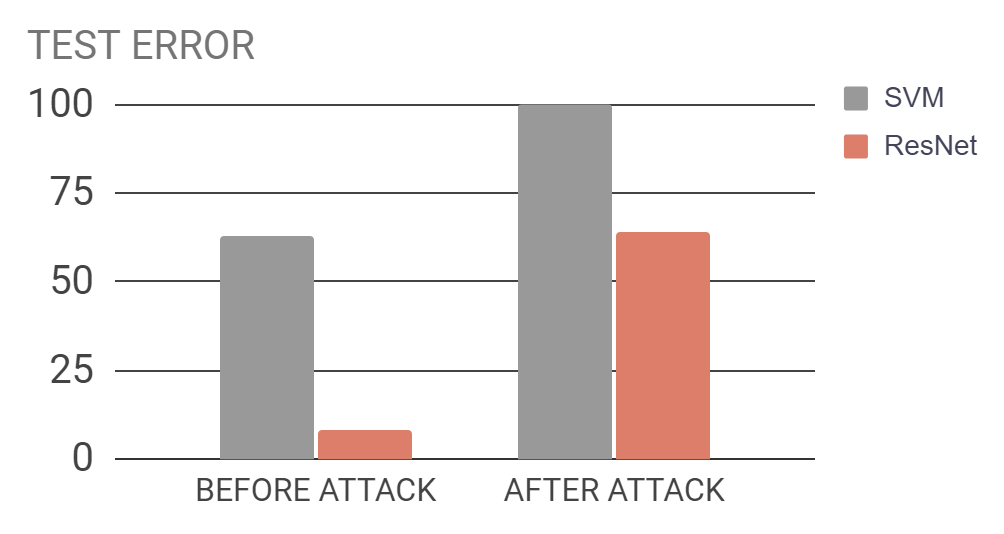 TEST ERROR
100
75
50
25
0
BEFORE ATTACK
AFTER ATTACK
SVM
ResNet